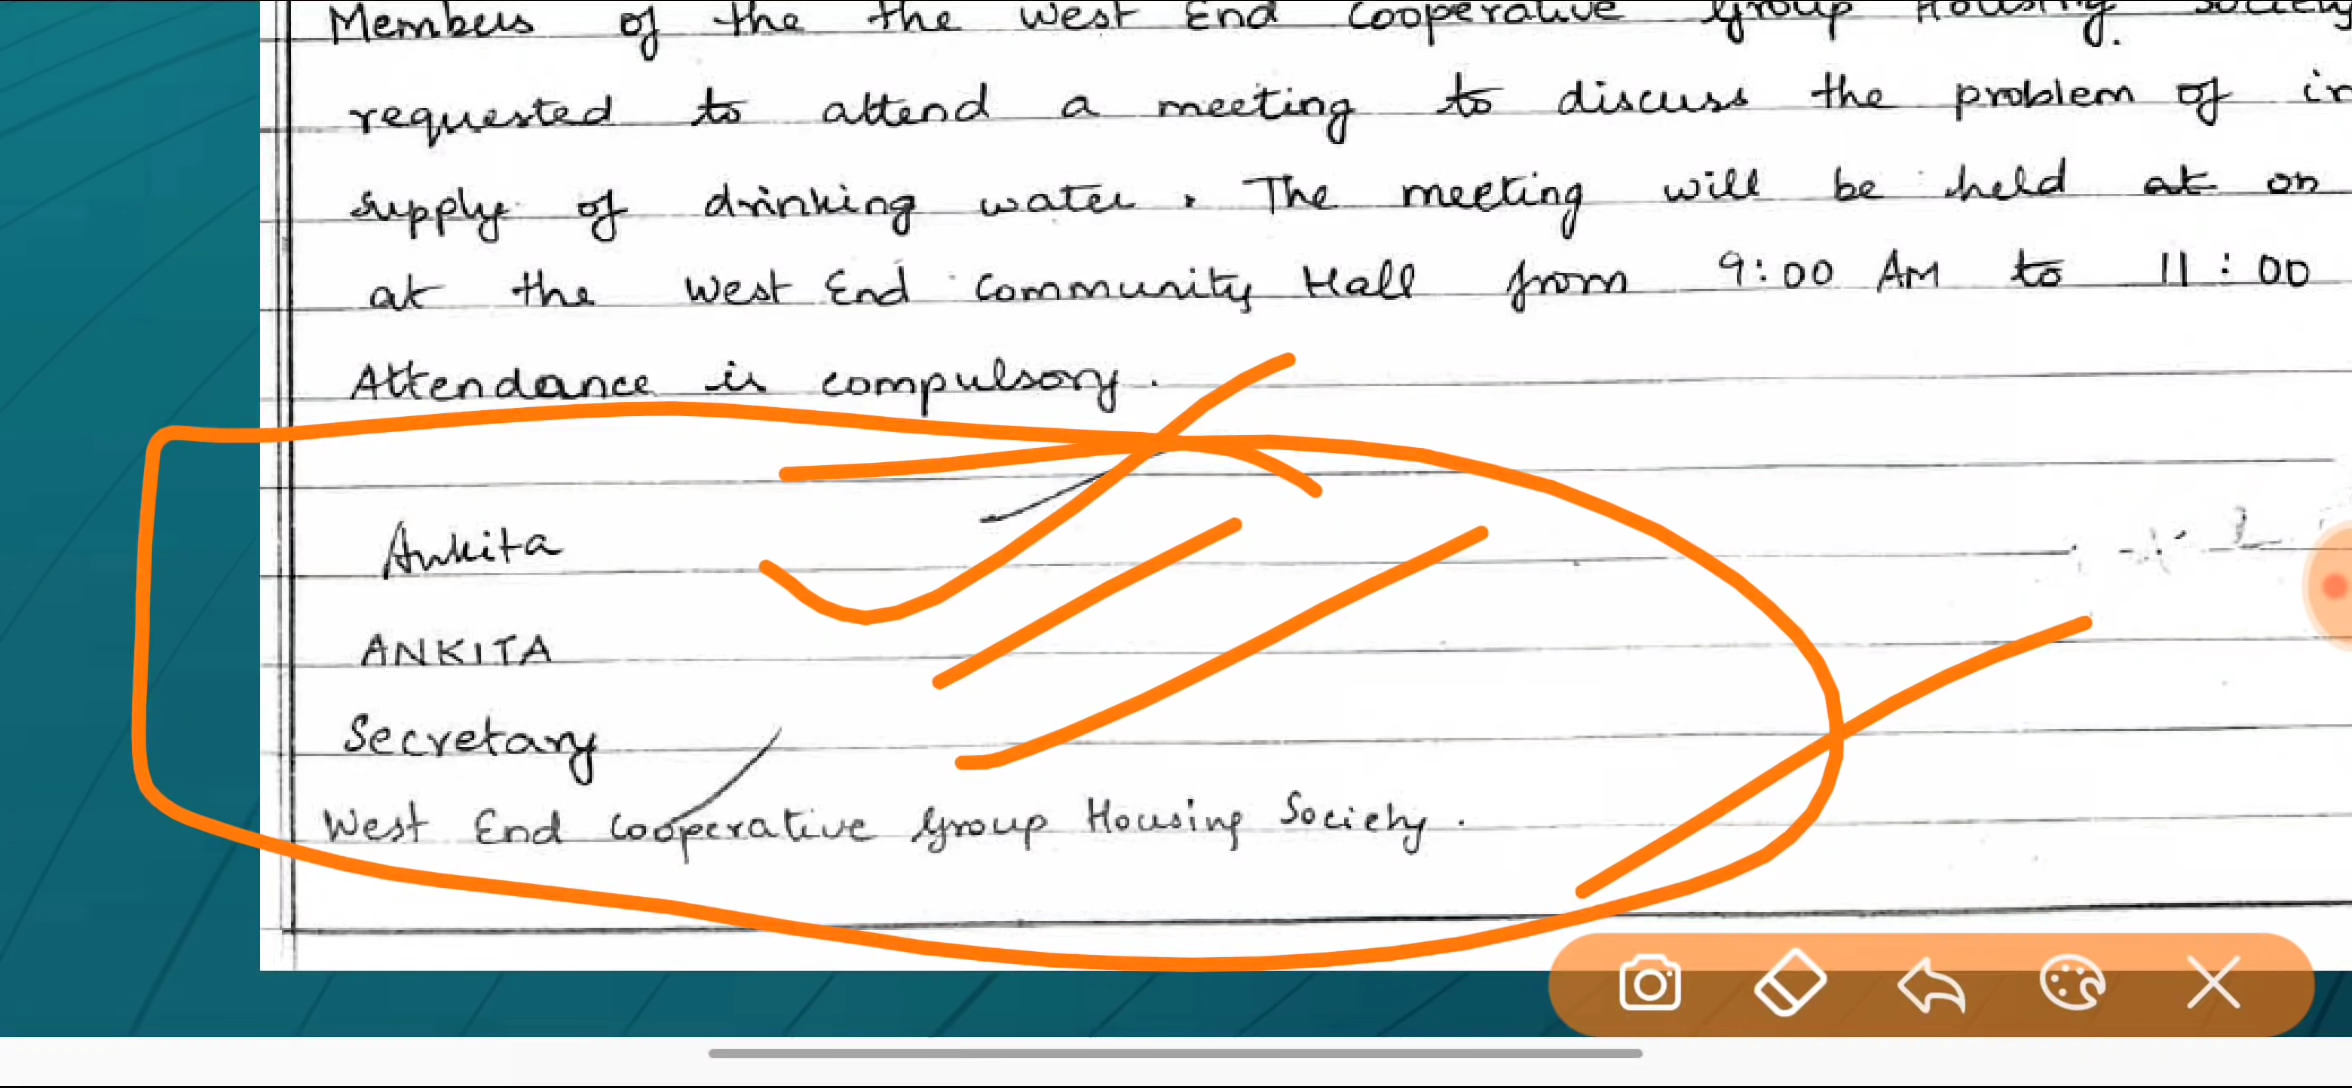 Members of the the West End Cooperative Group Housing Society
requested to attend a meeting to discuss the problem of
supply of drinking water. The meeting will be held at on
at the West End Community Hall from 9:00 AM to 11:00
Attendance is compulsory.
Ankita
ANKITA
Secretary
West End Cooperative Group Housing Society.